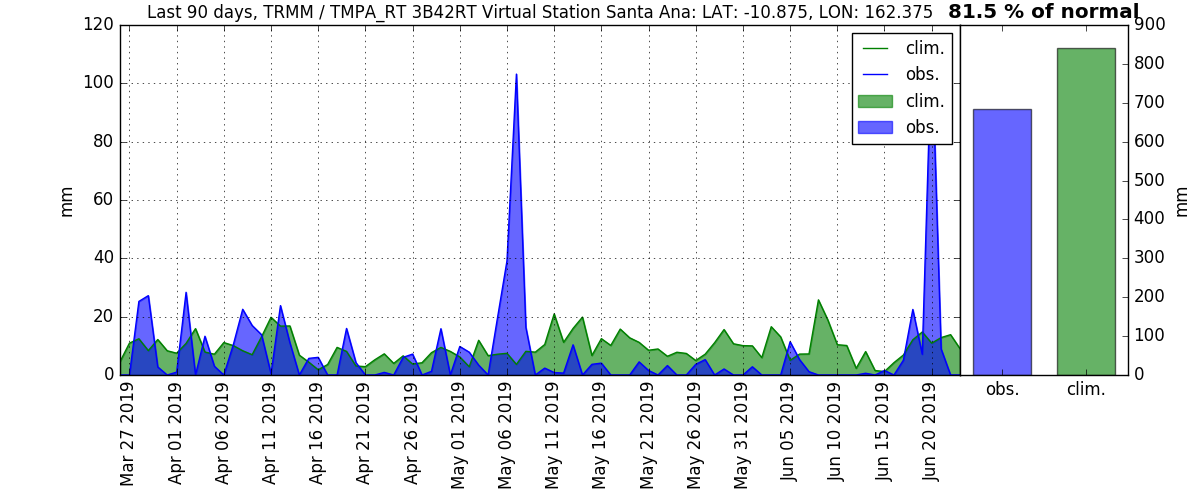 Last 90 days, TRMM / TMPA_RT 3B42RT Virtual Station Santa Ana: LAT: -10.875, LON: 162.375
81.5 % of normal
120
100
80
60
40
20
0
mm
clim.
obs.
clim.
obs.
900
800
700
600
500
400
300
200
100
0
mm
Mar 27 2019
Apr 01 2019
Apr 06 2019
Apr 11 2019
Apr 16 2019
Apr 21 2019
Apr 26 2019
May 01 2019
May 06 2019
May 11 2019
May 16 2019
May 21 2019
May 26 2019
May 31 2019
Jun 05 2019
Jun 10 2019
Jun 15 2019
Jun 20 2019
obs.
clim.